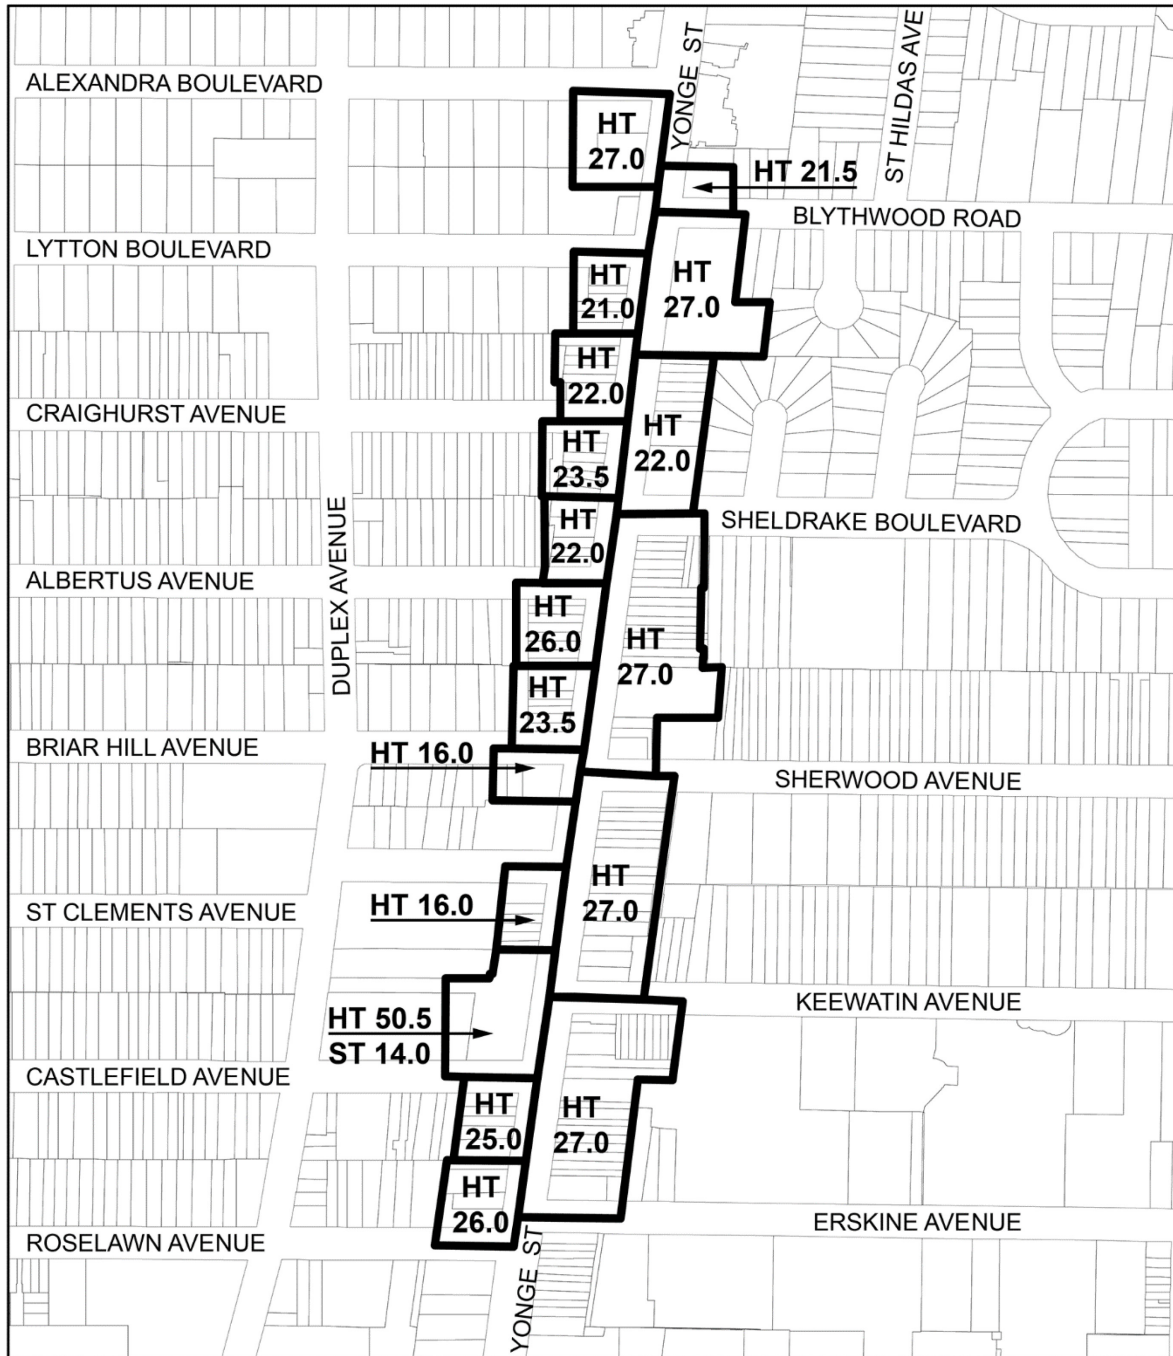 YONGE ST
ST HILDAS AVE
ALEXANDRA BOULEVARD
HT
27.0
HT 21.5
BLYTHWOOD ROAD
LYTTON BOULEVARD
HT
21.0
HT
27.0
HT
22.0
CRAIGHURST AVENUE
HT
23.5
HT
22.0
HT
22.0
SHELDRAKE BOULEVARD
DUPLEX AVENUE
ALBERTUS AVENUE
HT
26.0
HT
27.0
HT
23.5
BRIAR HILL AVENUE
HT 16.0
SHERWOOD AVENUE
HT
27.0
ST CLEMENTS AVENUE
HT 16.0
KEEWATIN AVENUE
HT 50.5
ST 14.0
CASTLEFIELD AVENUE
HT
25.0
HT
27.0
HT
26.0
ERSKINE AVENUE
ROSELAWN AVENUE
YONGE ST